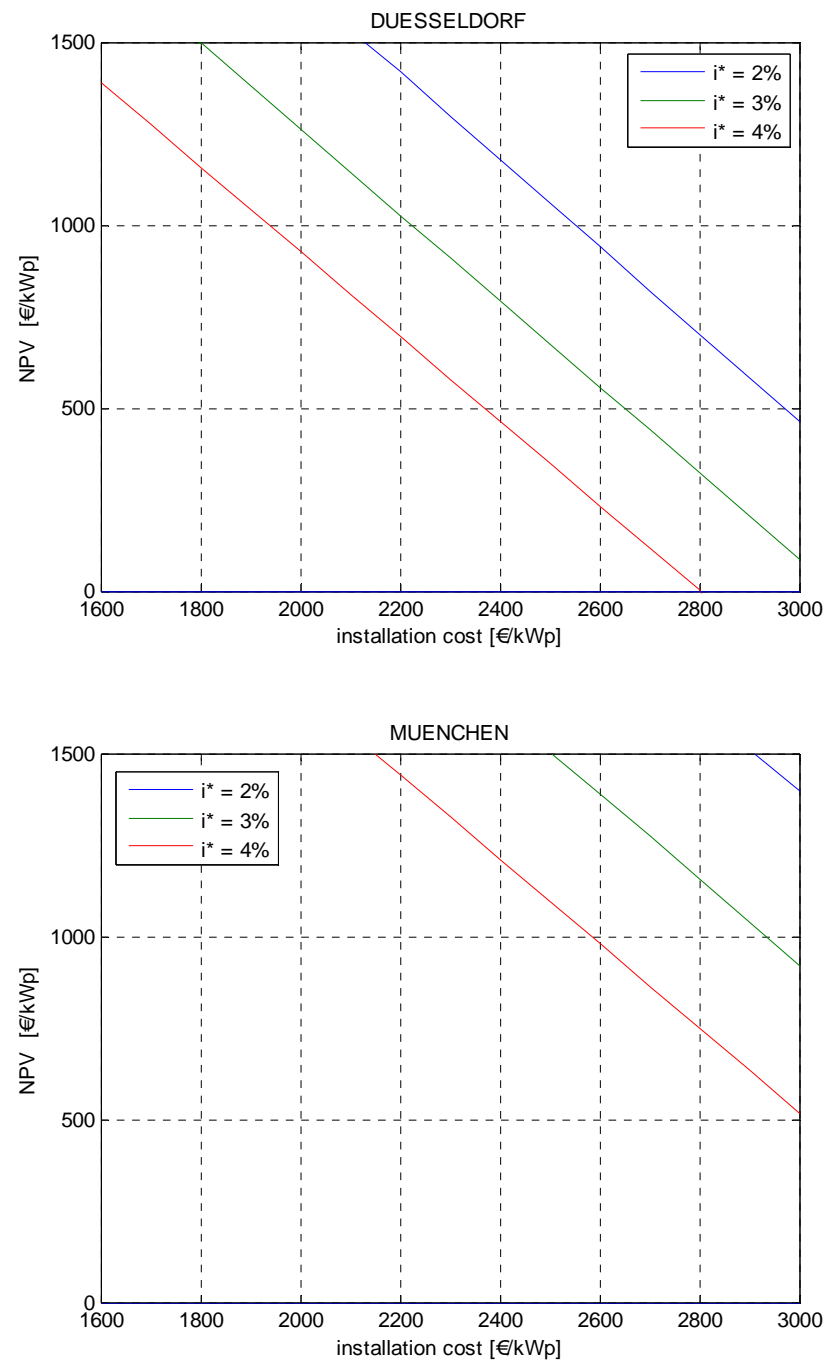 DUESSELDORF
1500
1000
500
0
NPV [€/kWp]
i* = 2%
i* = 3%
i* = 4%
1600 1800 2000 2200 2400 2600 2800 3000
installation cost [€/kWp]
MUENCHEN
1500
1000
500
0
NPV [€/kWp]
i* = 2%
i* = 3%
i* = 4%
1600 1800 2000 2200 2400 2600 2800 3000
installation cost [€/kWp]